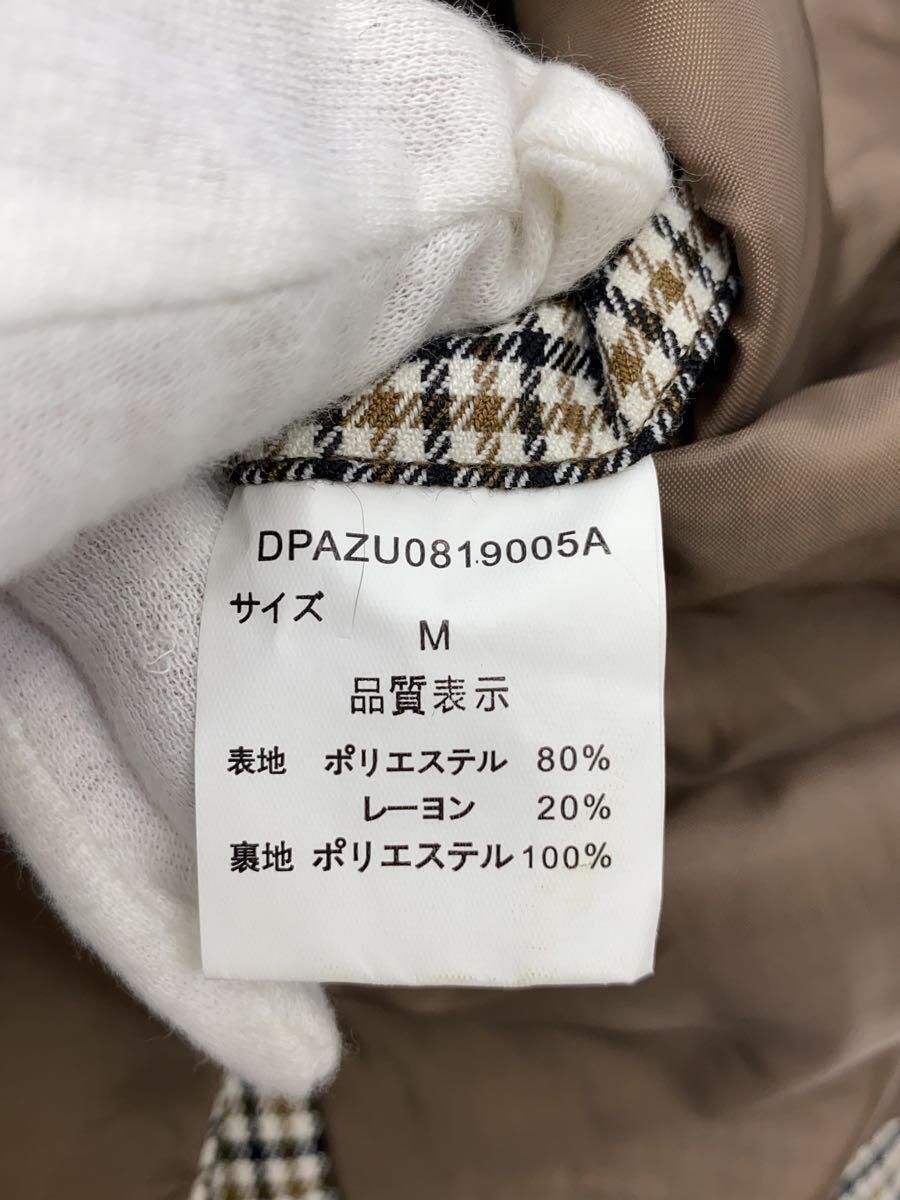 DPAZU0819005A
サイズ
M
品質表示
表地 ポリエステル 80%
レーヨン 20%
裏地 ポリエステル 100%